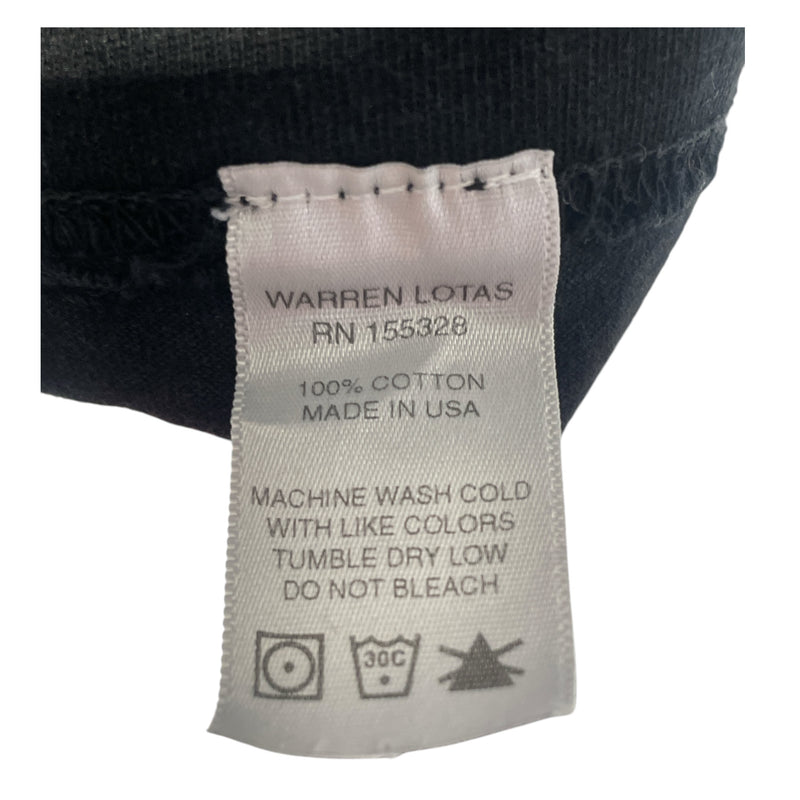 WARREN LOTAS
RN 155328
100% COTTON
MADE IN USA
MACHINE WASH COLD
WITH LIKE COLORS
TUMBLE DRY LOW
DO NOT BLEACH
30C